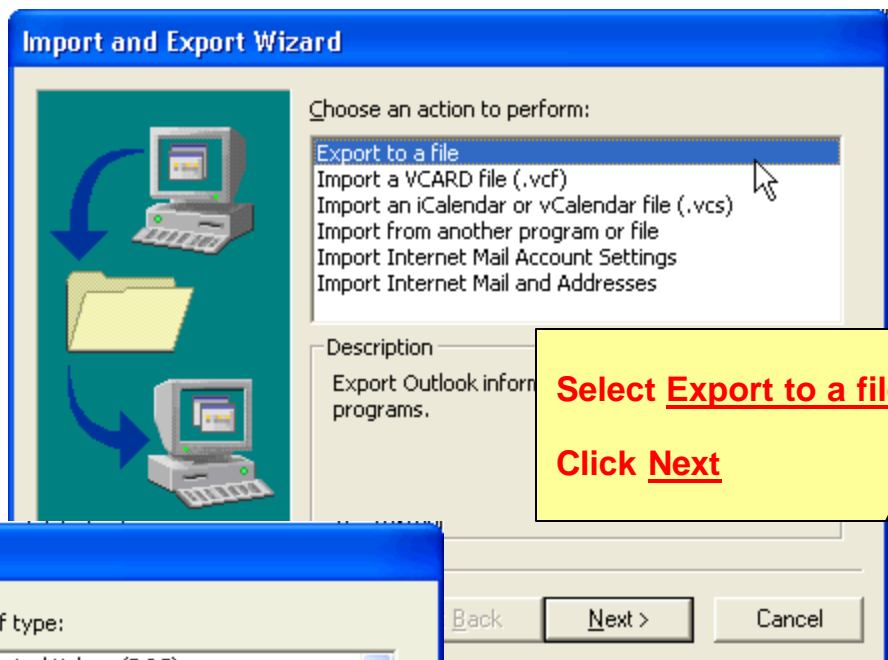 Import and Export Wizard
Choose an action to perform:
Export to a file
Import a VCARD file (.vcf)
Import an iCalendar or vCalendar file (.vcs)
Import from another program or file
Import Internet Mail Account Settings
Import Internet Mail and Addresses
Description
Export Outlook
programs.
Select Export to a
Click Next
type:
Back
Next >
Cancel